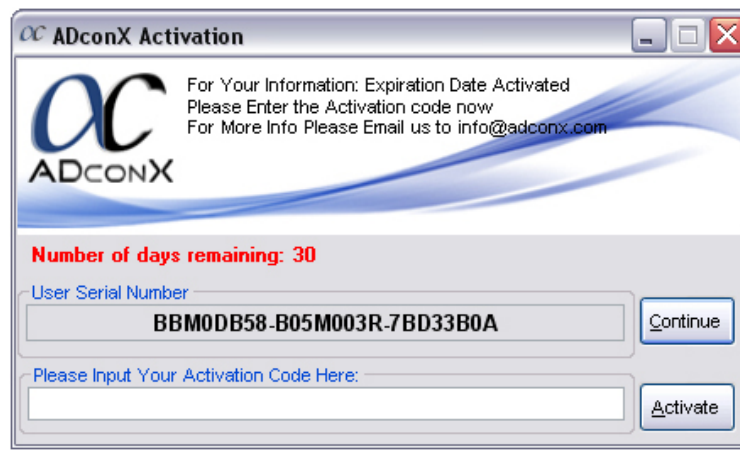 α ADconX Activation
αC
ADCONX
For Your Information: Expiration Date Activated
Please Enter the Activation code now
For More Info Please Email us to info@adconx.com
Number of days remaining: 30
User Serial Number
BBM0DB58-B05M003R-7BD33B0A
Continue
Please Input Your Activation Code Here:
Activate